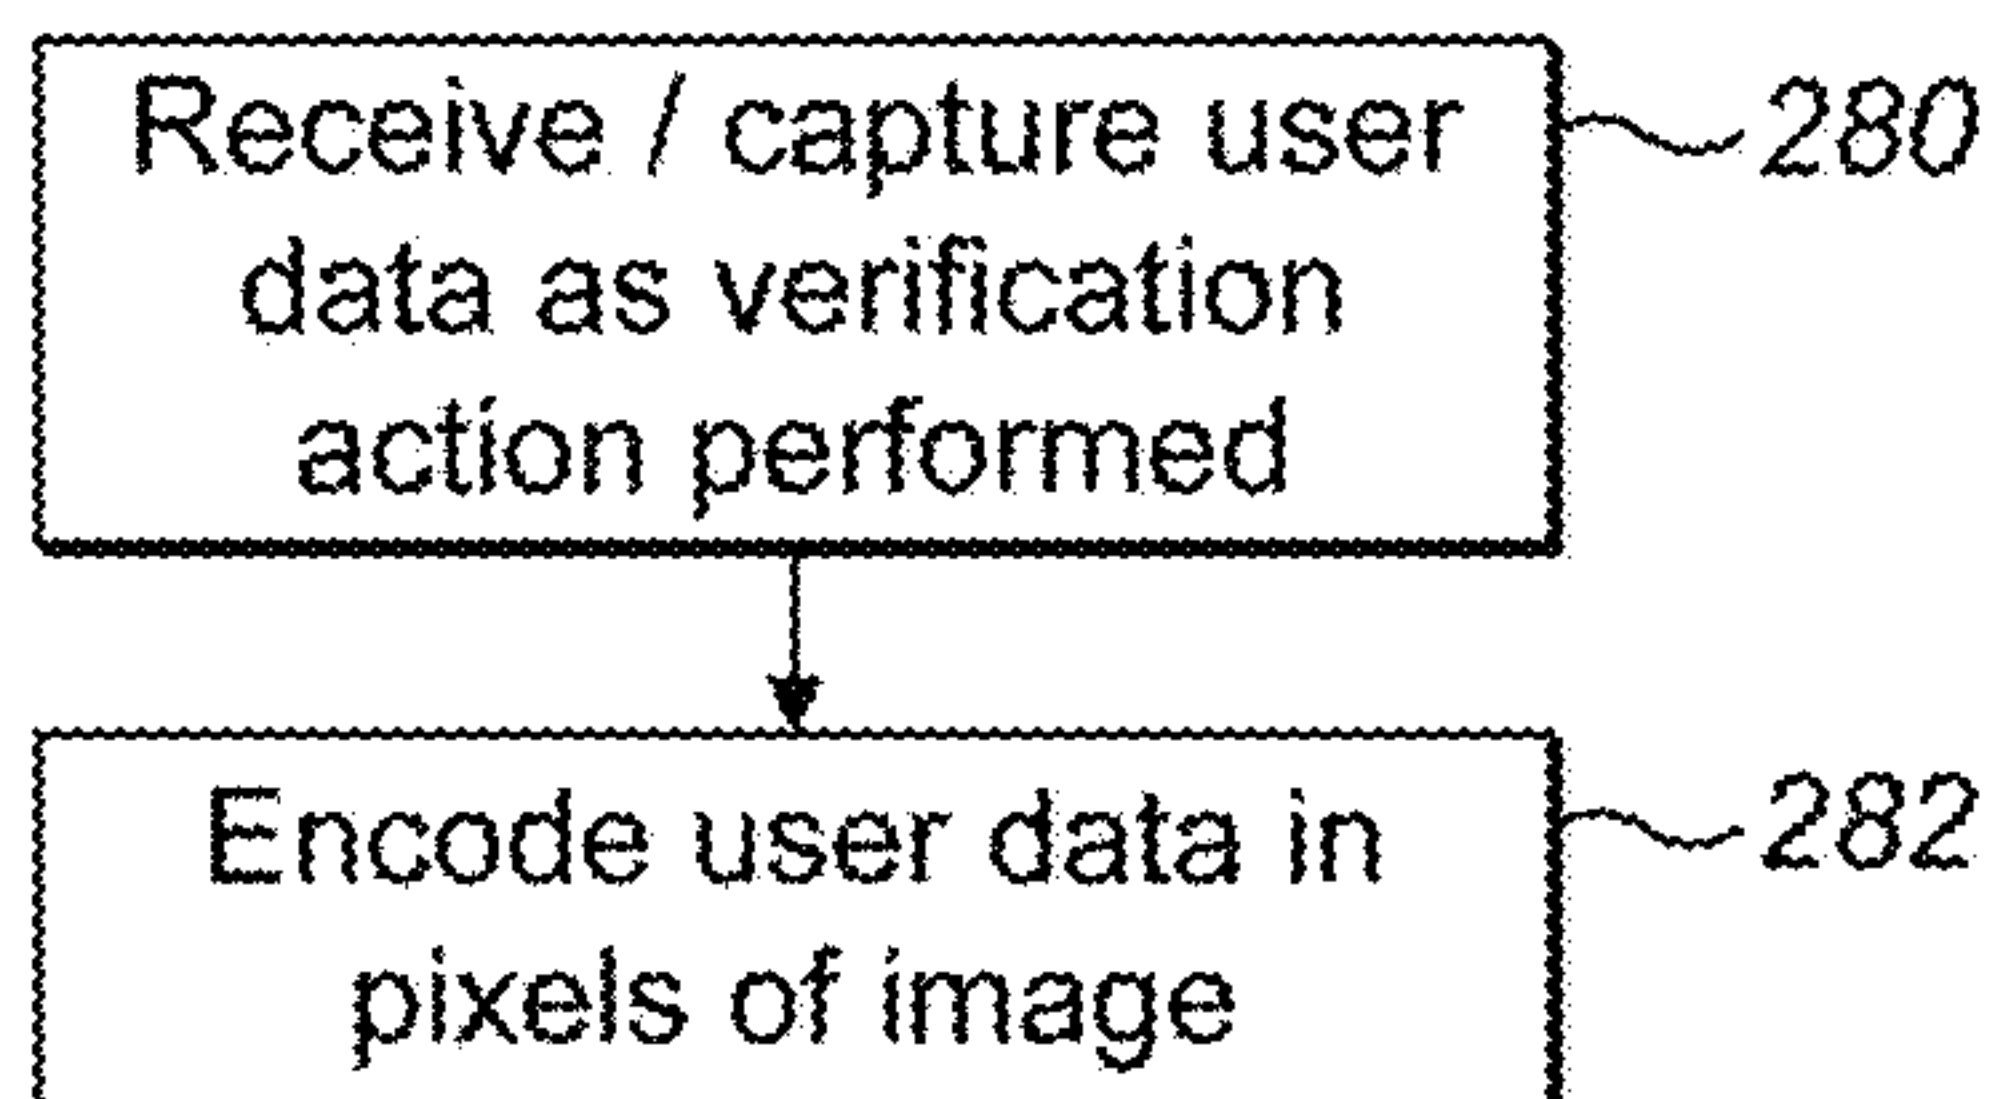 Receive / capture user
data as verification
action performed
280
Encode user data in
pixels of image
282